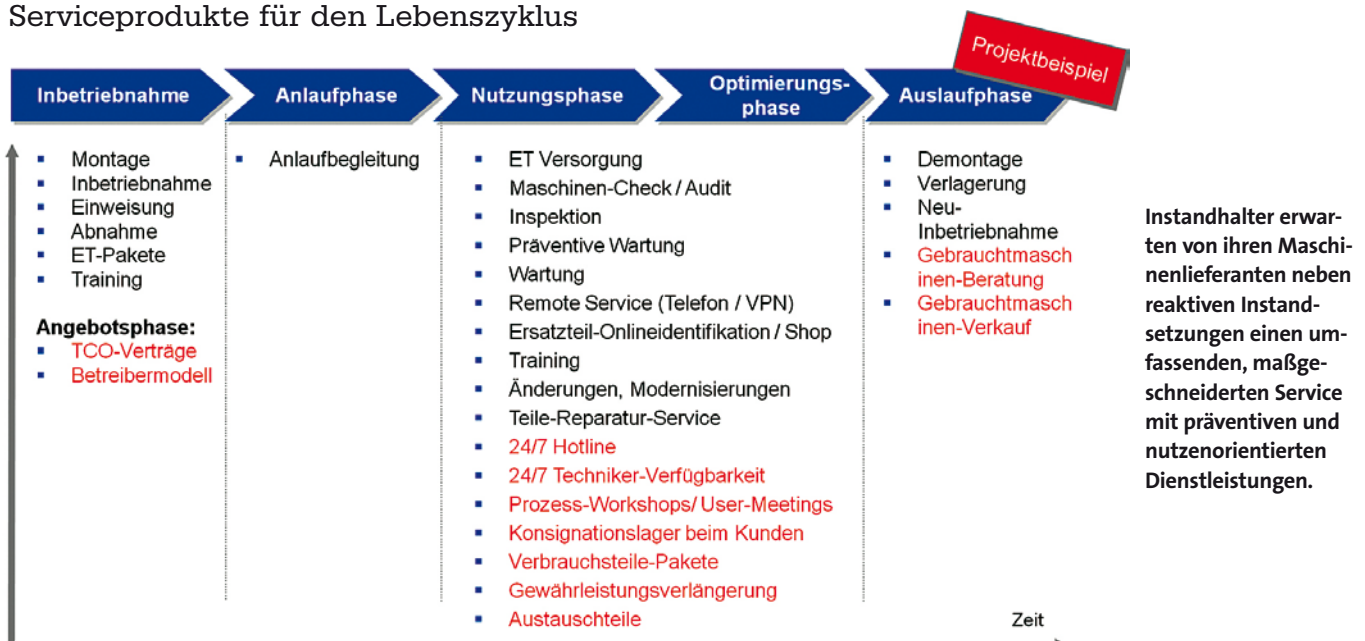 Serviceprodukte für den Lebenszyklus
Projektbeispiel
Inbetriebnahme
Anlaufphase
Nutzungsphase
Optimierungs-
phase
Auslaufphase
Montage
Inbetriebnahme
Einweisung
Abnahme
ET-Pakete
Training
Angebotsphase:
TCO-Verträge
Betreibermodell
Anlaufbegleitung
ET Versorgung
Maschinen-Check / Audit
Inspektion
Präventive Wartung
Wartung
Remote Service (Telefon / VPN)
Ersatzteil-Onlineidentifikation / Shop
Training
Änderungen, Modernisierungen
Teile-Reparatur-Service
24/7 Hotline
24/7 Techniker-Verfügbarkeit
Prozess-Workshops/ User-Meetings
Konsignationslager beim Kunden
Verbrauchsteile-Pakete
Gewährleistungsverlängerung
Austauschteile
Demontage
Verlagerung
Neu-
Inbetriebnahme
Gebrauchtmasch
inen-Beratung
Gebrauchtmasch
inen-Verkauf
Zeit
Instandhalter erwar-
ten von ihren Maschi-
nenlieferanten neben
reaktiven Instand-
setzungen einen um-
fassenden, maßge-
schneiderten Service
mit präventiven und
nutzenorientierten
Dienstleistungen.